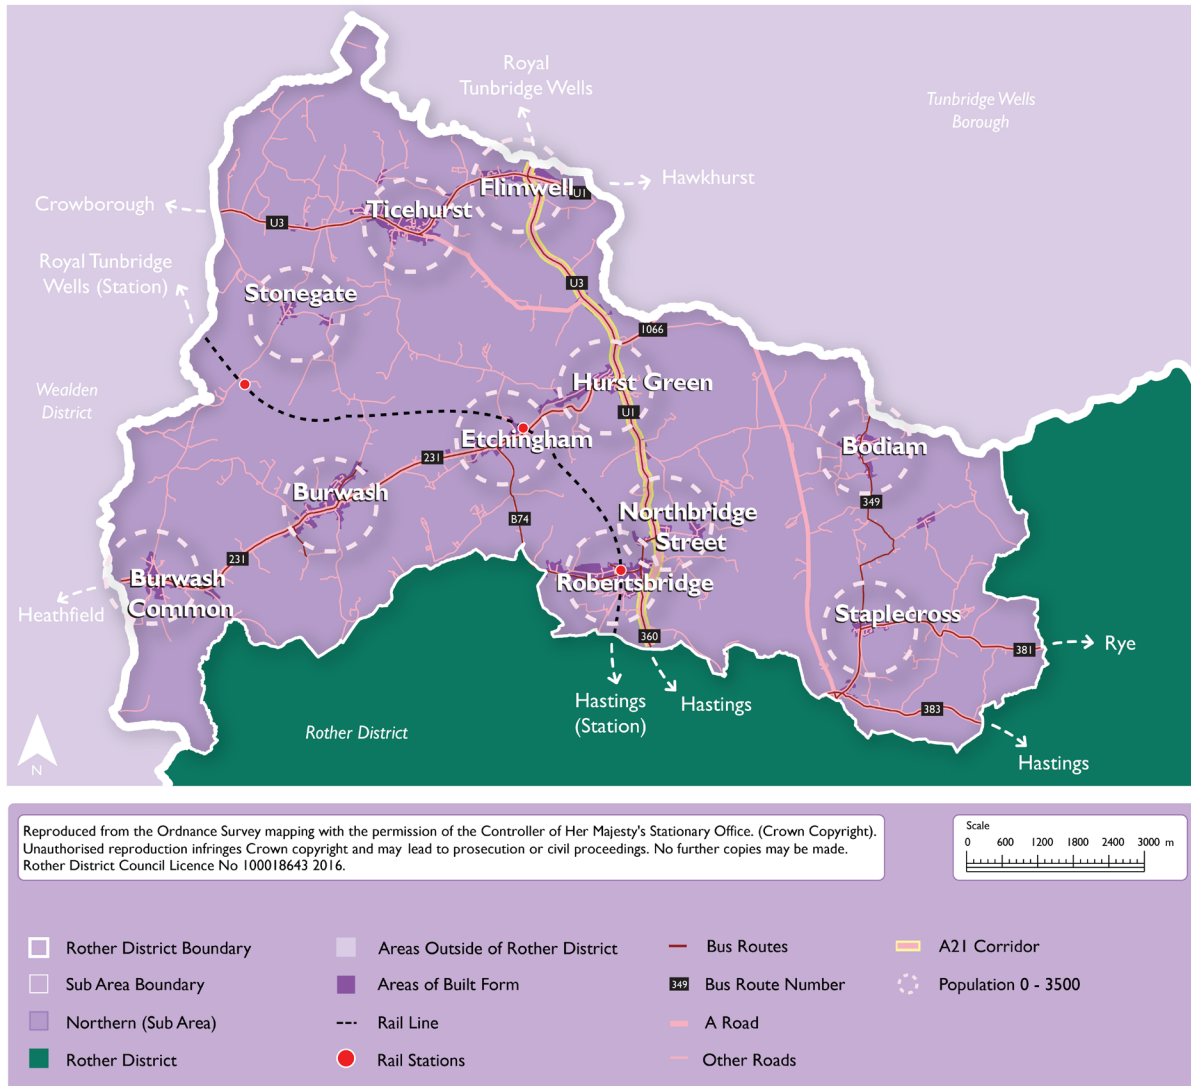 Royal
Tunbridge Wells
Tunbridge Wells
Borough
Hawkhurst
Flimwell
U1
Crowborough
Ticehurst
U3
Royal Tunbridge
Wells (Station)
Stonegate
U3
1066
Wealden
District
Hurst Green
U1
Etchingham
Bodiam
231
Burwash
349
Northbridge
Street
B74
231
Burwash
Common
Robertsbridge
Heathfield
Staplecross
360
381
Rye
Hastings
(Station)
Hastings
383
Rother District
Hastings
N
Reproduced from the Ordnance Survey mapping with the permission of the Controller of Her Majesty's Stationary Office. (Crown Copyright).
Unauthorised reproduction infringes Crown copyright and may lead to prosecution or civil proceedings. No further copies may be made.
Rother District Council Licence No 100018643 2016.
Scale
0 600 1200 1800 2400 3000 m
Rother District Boundary
Sub Area Boundary
Northern (Sub Area)
Rother District
Areas Outside of Rother District
Areas of Built Form
Rail Line
Rail Stations
Bus Routes
349 Bus Route Number
A Road
Other Roads
A21 Corridor
Population 0 - 3500